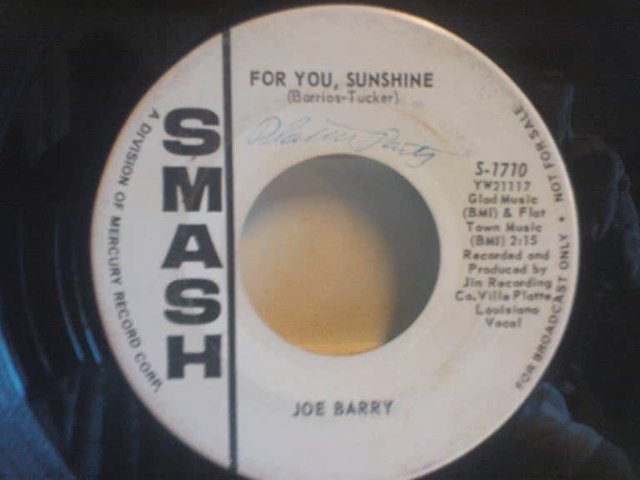 FOR YOU, SUNSHINE
(Barrios-Tucker)
SMASH
A DIVISION OF MERCURY RECORD CORP.
S-1710
YW21117
Glad Music
(BMI) & Flat
Town Music
(BMI) 2:15
Recorded and
Produced by
Jin Recording
Co. Ville Platte,
Louisiana
Vocal
FOR BROADCAST ONLY • NOT FOR SALE
JOE BARRY